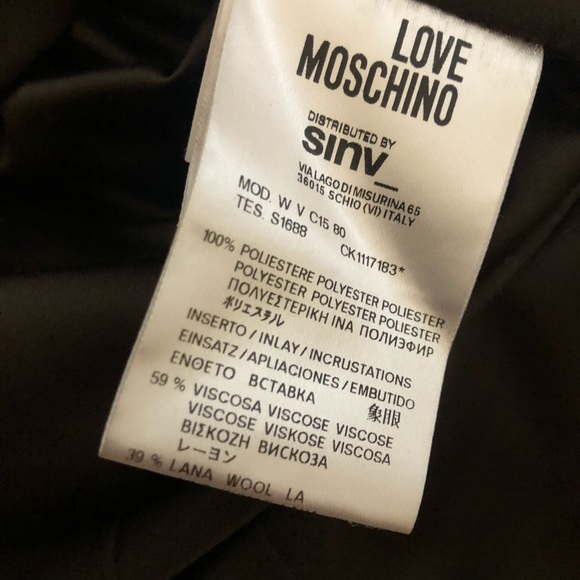 LOVE
MOSCHINO
DISTRIBUTED BY
sinv_
VIA LAGO DI MISURINA 65
36015 SCHIO (VI) ITALY
MOD. W V C15 80
TES. S1688 CK1117183*
100% POLIESTERE POLYESTER POLIESTER
POLYESTER POLYESTER POLIESTER
ΠΟΛΥΕΣΤΕΡΙΚΗ ΙΝΑ ПОЛИЭФИР
ポリエステル
INSERTO / INLAY / INCRUSTATIONS
EINSATZ / APLIACIONES / EMBUTIDO
ΕΝΘΕΤΟ ВСТАВКА 象眼
59 % VISCOSA VISCOSE VISCOSE
VISCOSE VISKOSE VISCOSA
ΒΙΣΚΟΖΗ ВИСКОЗА
レーヨン
39 % LANA WOOL LA